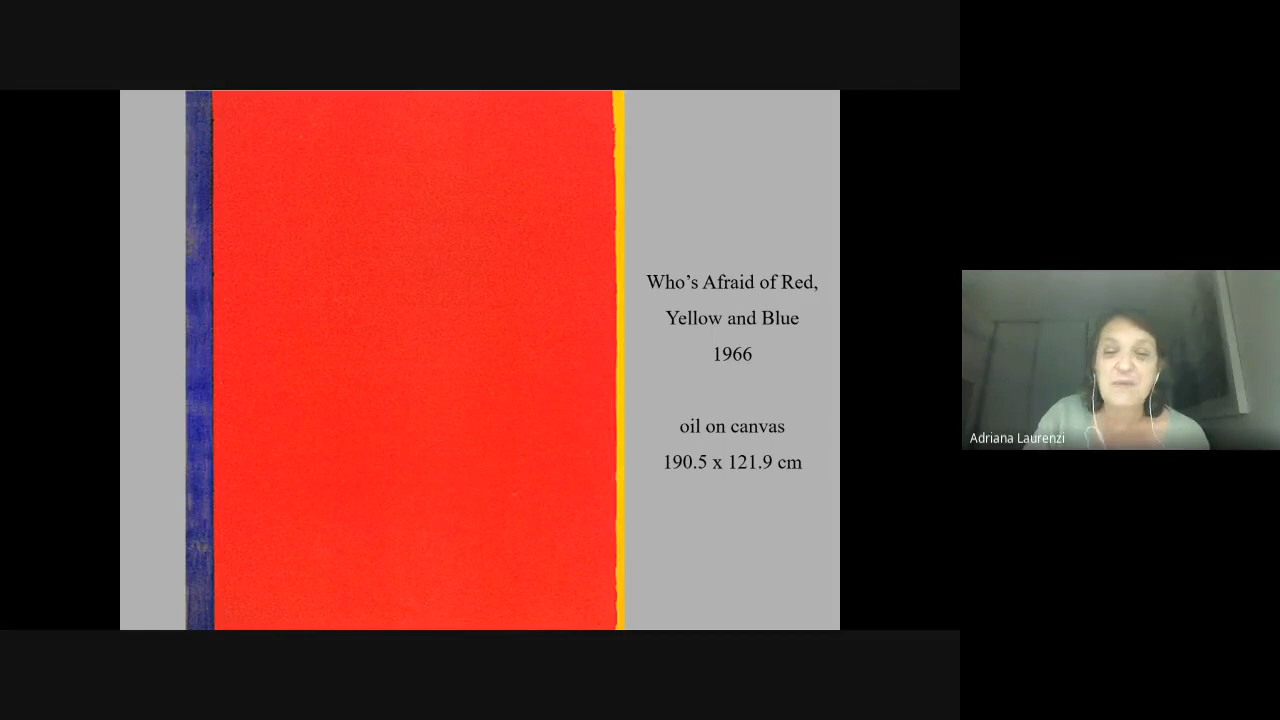 Who’s Afraid of Red,
Yellow and Blue
1966
oil on canvas
190.5 x 121.9 cm
Adriana Laurenzi